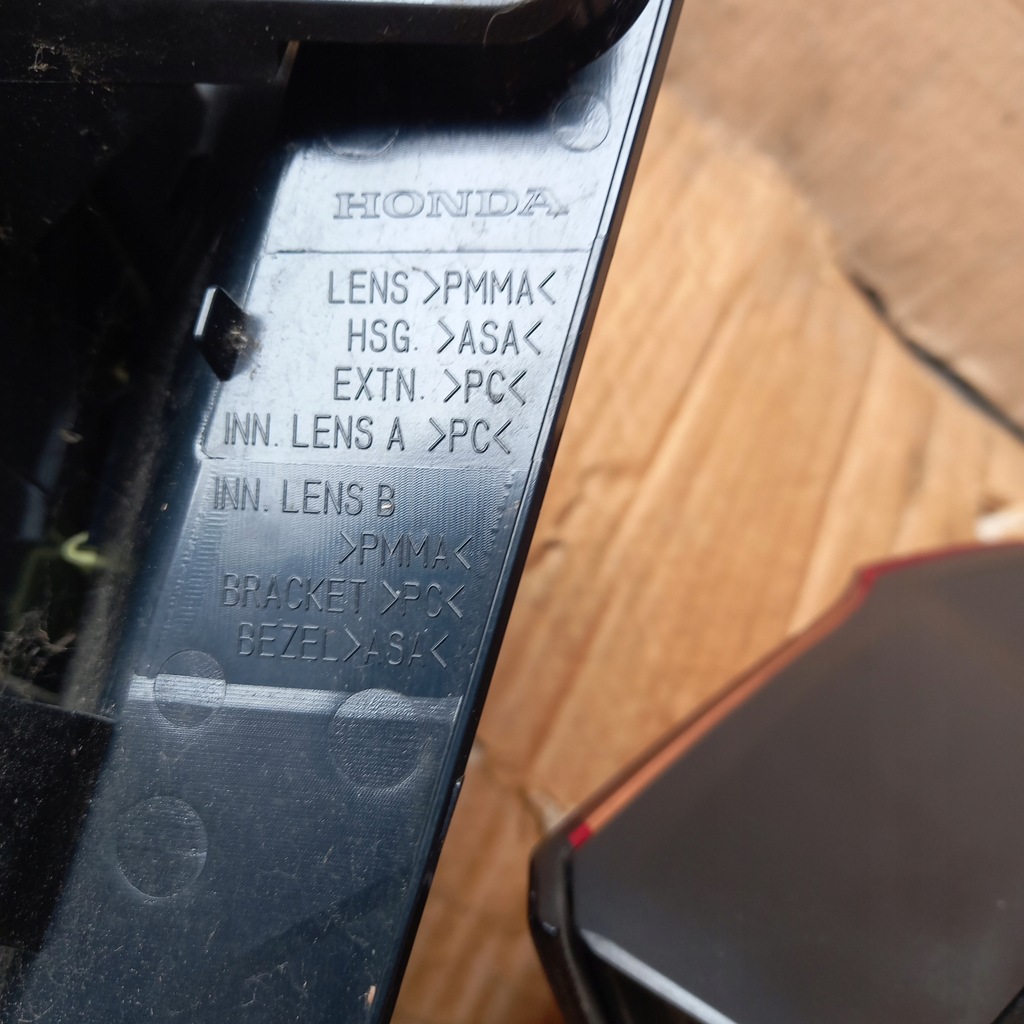 HONDA
LENS >PMMA<
HSG. >ASA<
EXTN. >PC<
INN. LENS A >PC<
INN. LENS B
>PMMA<
BRACKET >PC<
BEZEL>ASA<